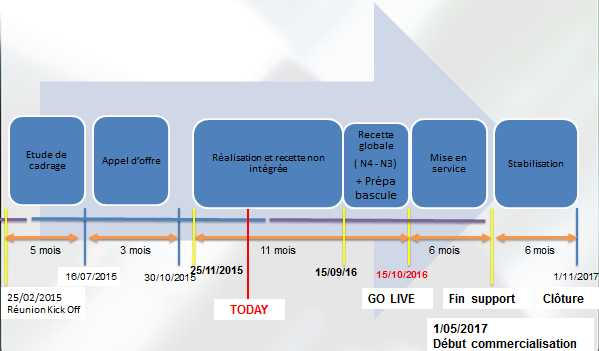 Etude de
cadrage
Appel d'offre
Réalisation et recette non
intégrée
Recette
globale
( N4 - N3)
+ Prépa
bascule
Mise en
service
Stabilisation
5 mois
3 mois
11 mois
6 mois
6 mois
16/07/2015
30/10/2015
25/11/2015
15/09/16
15/10/2016
1/11/2017
25/02/2015
Réunion Kick Off
TODAY
GO LIVE
Fin support
Clôture
1/05/2017
Début commercialisation